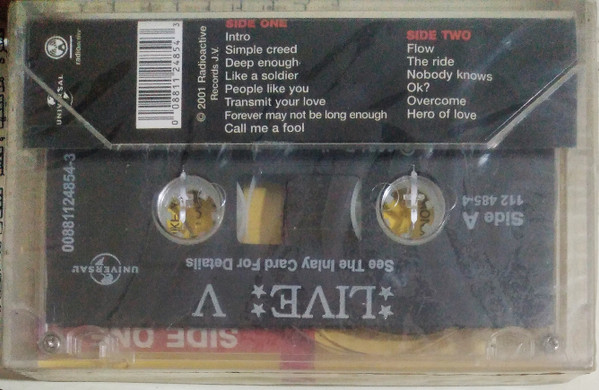 SIDE ONE
Intro
Simple creed
Deep enough
Like a soldier
People like you
Transmit your love
Forever may not be long enough
Call me a fool
SIDE TWO
Flow
The ride
Nobody knows
Ok?
Overcome
Hero of love
© 2001 Radioactive
Records J.V.
0 08811 24854 3
radioactive
UNIVERSAL
00881124854-3
Side A
112 485-4
UNIVERSAL
See The Inlay Card For Details
LIVE V
SIDE ONE